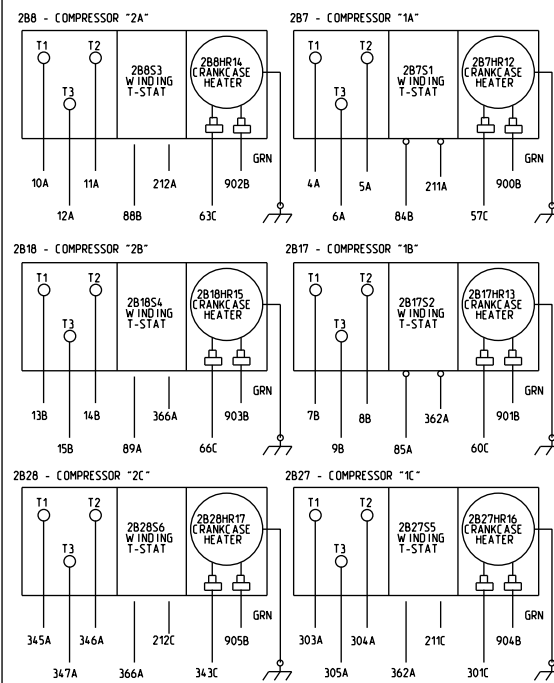 2B8 - COMPRESSOR "2A"
T1
T2
T3
2B8S3
WINDING
T-STAT
2B8HR14
CRANKCASE
HEATER
GRN
10A
11A
212A
902B
12A
88B
63C
2B7 - COMPRESSOR "1A"
T1
T2
T3
2B7S1
WINDING
T-STAT
2B7HR12
CRANKCASE
HEATER
GRN
4A
5A
211A
900B
6A
84B
57C
2B18 - COMPRESSOR "2B"
T1
T2
T3
2B18S4
WINDING
T-STAT
2B18HR15
CRANKCASE
HEATER
GRN
13B
14B
366A
903B
15B
89A
66C
2B17 - COMPRESSOR "1B"
T1
T2
T3
2B17S2
WINDING
T-STAT
2B17HR13
CRANKCASE
HEATER
GRN
7B
8B
362A
901B
9B
85A
60C
2B28 - COMPRESSOR "2C"
T1
T2
T3
2B28S6
WINDING
T-STAT
2B28HR17
CRANKCASE
HEATER
GRN
345A
346A
212C
905B
347A
366A
343C
2B27 - COMPRESSOR "1C"
T1
T2
T3
2B27S5
WINDING
T-STAT
2B27HR16
CRANKCASE
HEATER
GRN
303A
304A
211C
904B
305A
362A
301C